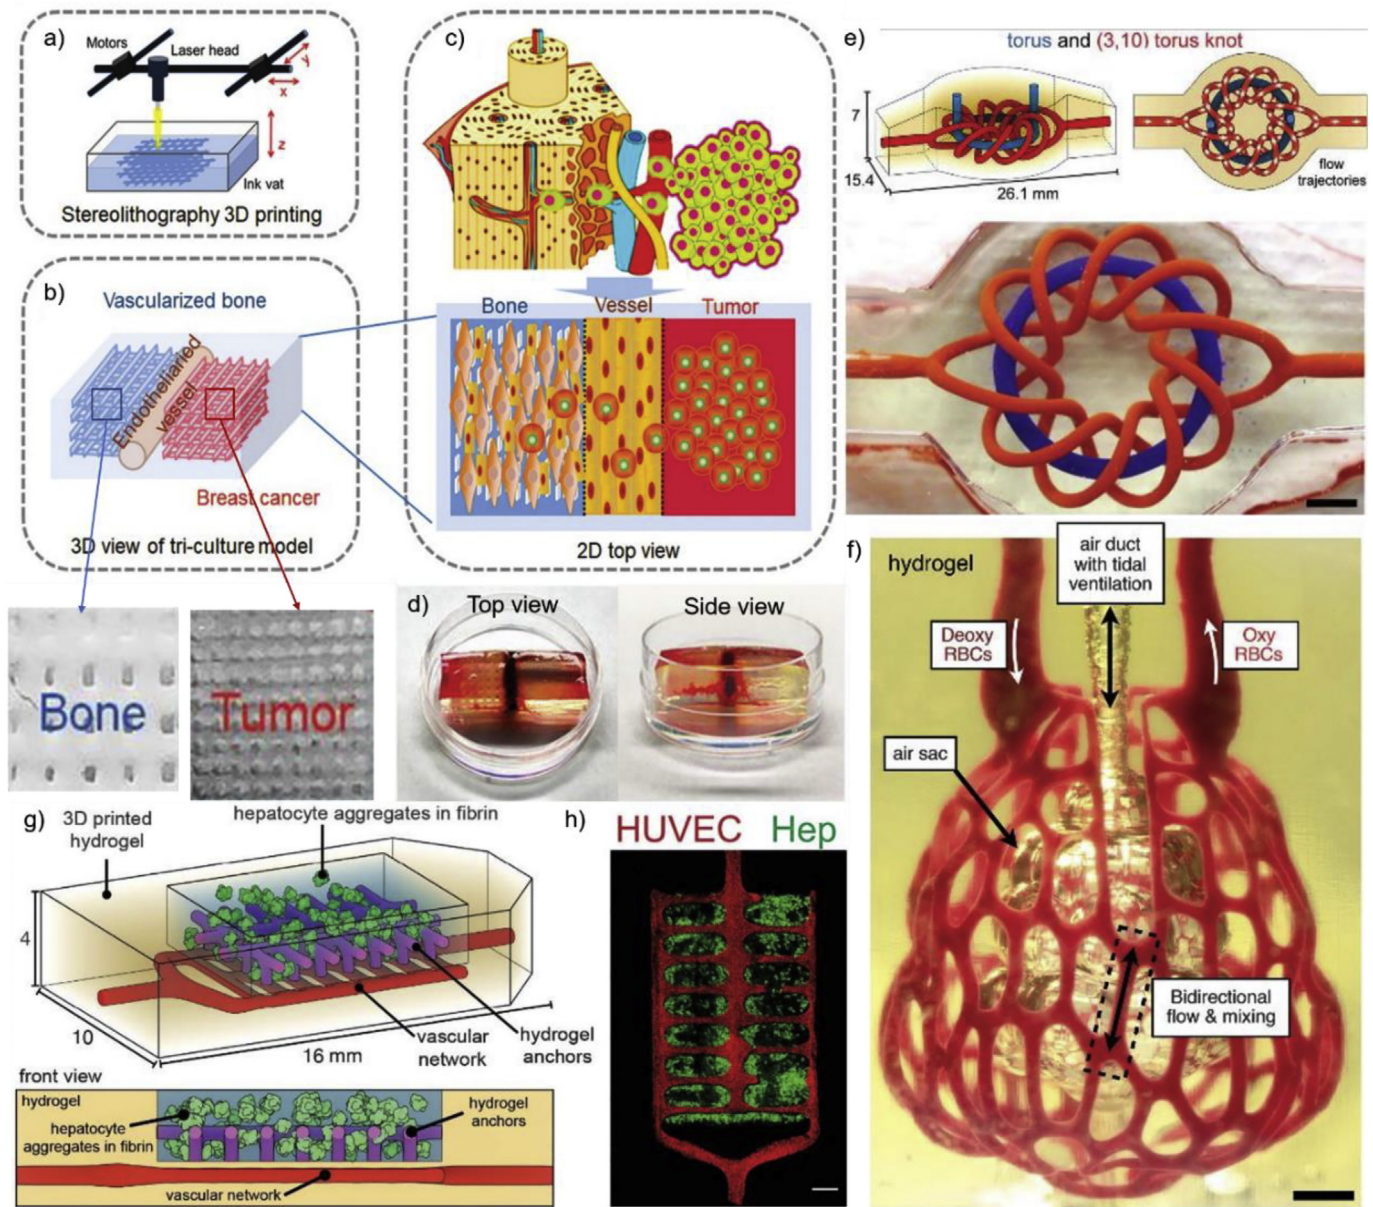 a)
Motors
Laser head
y
x
z
Ink vat
Stereolithography 3D printing
b)
Vascularized bone
Endotheliaried
vessel
Breast cancer
3D view of tri-culture model
Bone
Tumor
c)
Bone
Vessel
Tumor
2D top view
d)
Top view
Side view
e)
torus and (3,10) torus knot
7
15.4
26.1 mm
flow
trajectories
f)
hydrogel
air duct
with tidal
ventilation
Deoxy
RBCs
Oxy
RBCs
air sac
Bidirectional
flow & mixing
g)
3D printed
hydrogel
hepatocyte aggregates in fibrin
4
10
16 mm
vascular
network
hydrogel
anchors
front view
hydrogel
hepatocyte
aggregates in fibrin
hydrogel
anchors
vascular network
h)
HUVEC Hep